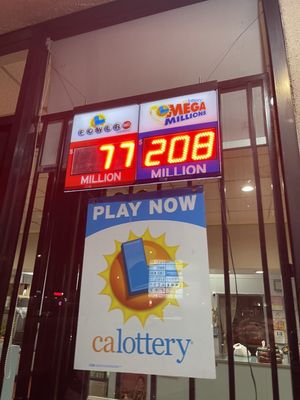 POWERBALL
MEGA
MILLIONS
77
208
MILLION
MILLION
PLAY NOW
calottery